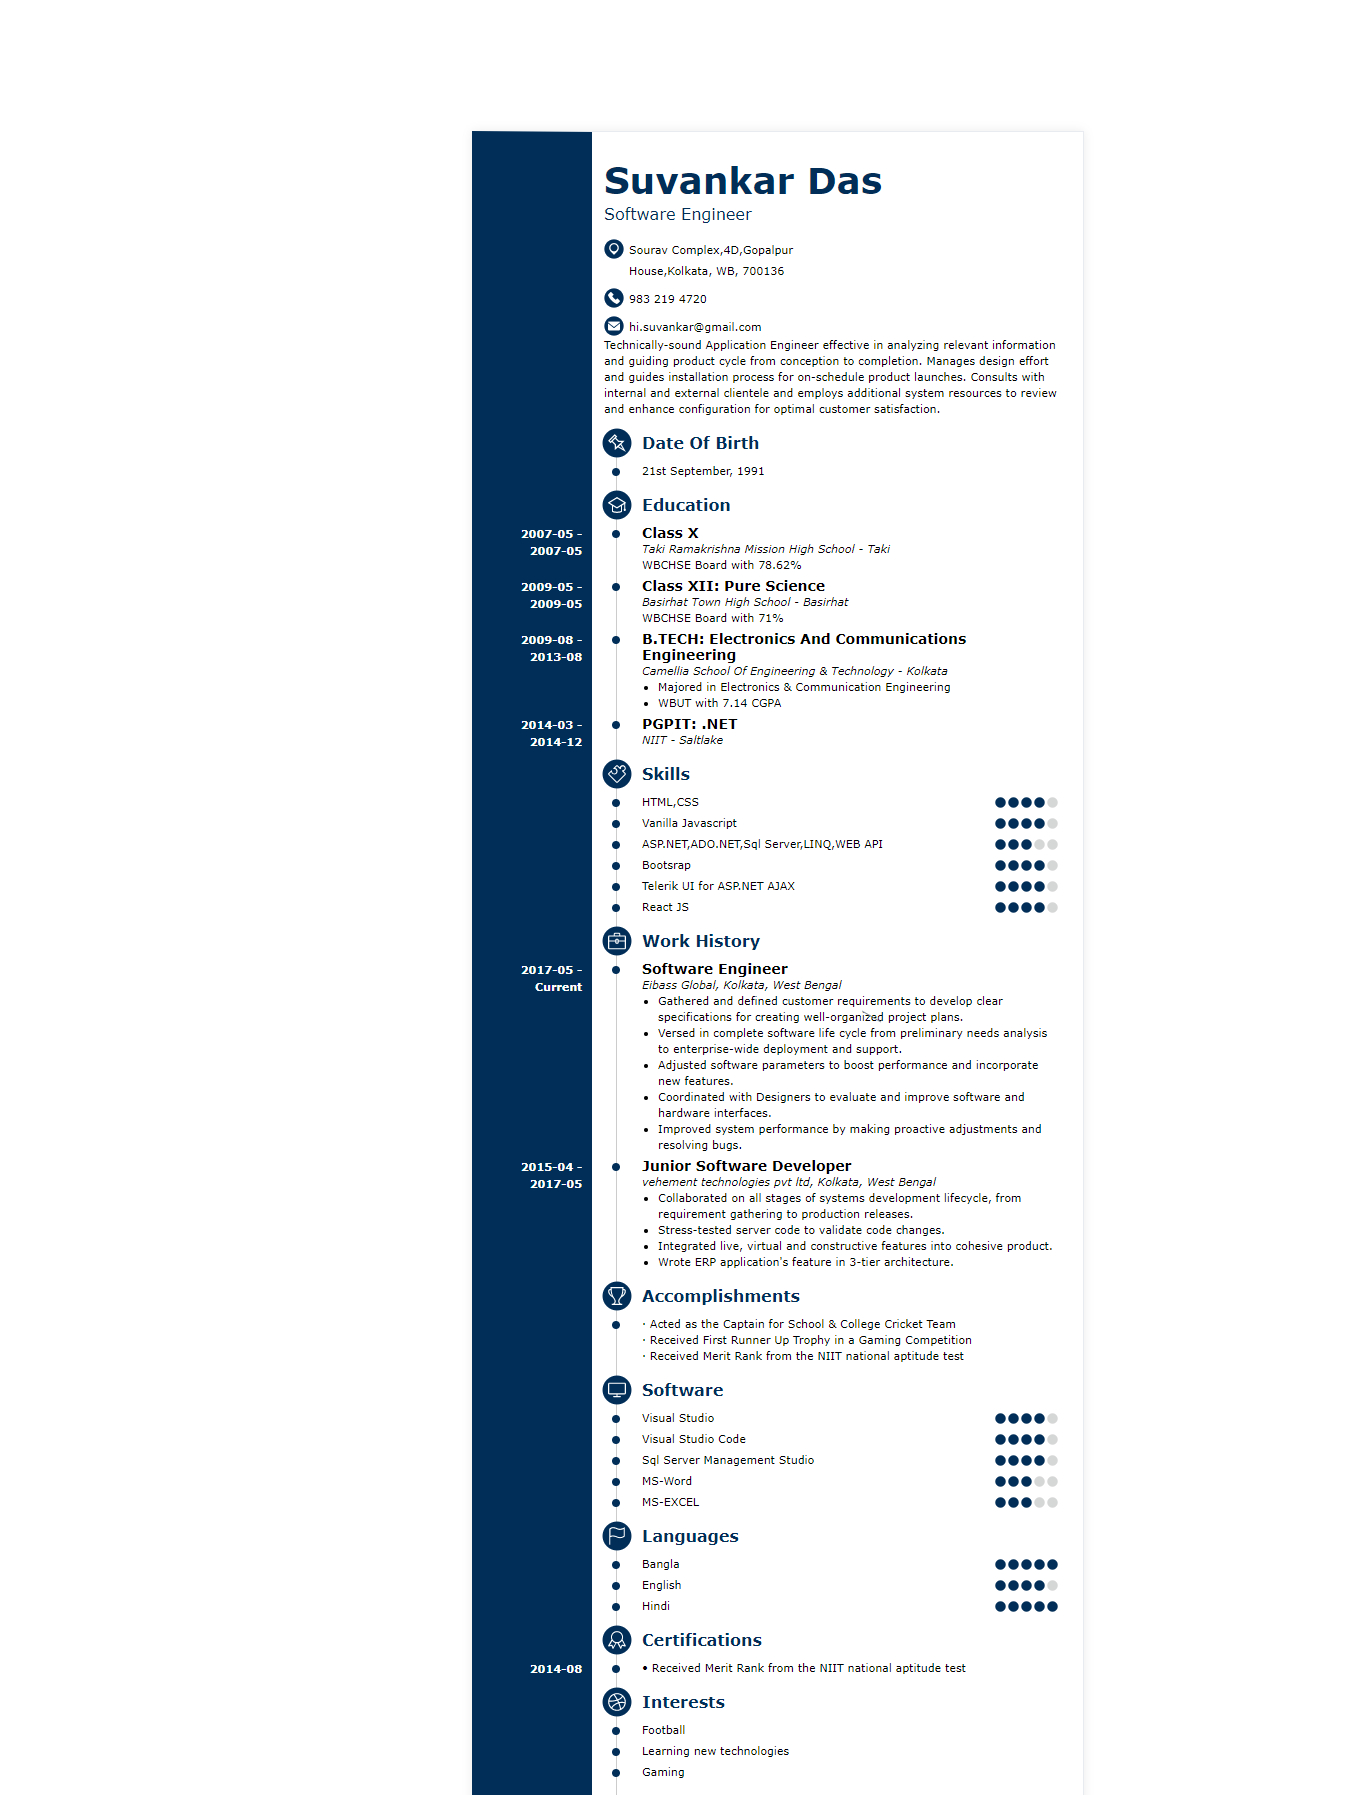 Suvankar Das
Software Engineer
Sourav Complex,4D,Gopalpur
House,Kolkata, WB, 700136
983 219 4720
hi.suvankar@gmail.com
Technically-sound Application Engineer effective in analyzing relevant information
and guiding product cycle from conception to completion. Manages design effort
and guides installation process for on-schedule product launches. Consults with
internal and external clientele and employs additional system resources to review
and enhance configuration for optimal customer satisfaction.
Date Of Birth
21st September, 1991
Education
2007-05 -
2007-05
Class X
Taki Ramakrishna Mission High School - Taki
WBCHSE Board with 78.62%
2009-05 -
2009-05
Class XII: Pure Science
Basirhat Town High School - Basirhat
WBCHSE Board with 71%
2009-08 -
2013-08
B.TECH: Electronics And Communications
Engineering
Camellia School Of Engineering & Technology - Kolkata
• Majored in Electronics & Communication Engineering
• WBUT with 7.14 CGPA
2014-03 -
2014-12
PGPIT: .NET
NIIT - Saltlake
Skills
HTML,CSS
Vanilla Javascript
ASP.NET,ADO.NET,Sql Server,LINQ,WEB API
Bootsrap
Telerik UI for ASP.NET AJAX
React JS
Work History
2017-05 -
Current
Software Engineer
Eibass Global, Kolkata, West Bengal
• Gathered and defined customer requirements to develop clear
specifications for creating well-organized project plans.
• Versed in complete software life cycle from preliminary needs analysis
to enterprise-wide deployment and support.
• Adjusted software parameters to boost performance and incorporate
new features.
• Coordinated with Designers to evaluate and improve software and
hardware interfaces.
• Improved system performance by making proactive adjustments and
resolving bugs.
2015-04 -
2017-05
Junior Software Developer
vehement technologies pvt ltd, Kolkata, West Bengal
• Collaborated on all stages of systems development lifecycle, from
requirement gathering to production releases.
• Stress-tested server code to validate code changes.
• Integrated live, virtual and constructive features into cohesive product.
• Wrote ERP application's feature in 3-tier architecture.
Accomplishments
· Acted as the Captain for School & College Cricket Team
· Received First Runner Up Trophy in a Gaming Competition
· Received Merit Rank from the NIIT national aptitude test
Software
Visual Studio
Visual Studio Code
Sql Server Management Studio
MS-Word
MS-EXCEL
Languages
Bangla
English
Hindi
Certifications
2014-08
• Received Merit Rank from the NIIT national aptitude test
Interests
Football
Learning new technologies
Gaming